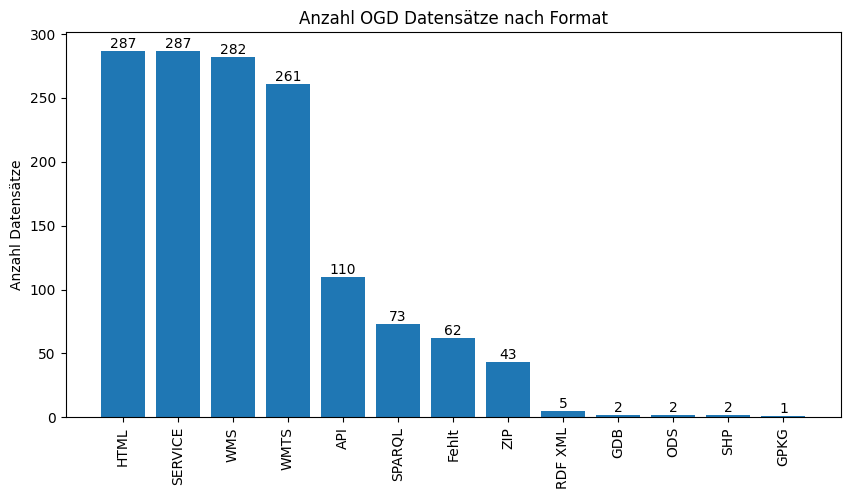 Anzahl OGD Datensätze nach Format
Anzahl Datensätze
300
250
200
150
100
50
0
287
287
282
261
110
73
62
43
5
2
2
2
1
HTML
SERVICE
WMS
WMTS
API
SPARQL
Fehlt
ZIP
RDF XML
GDB
ODS
SHP
GPKG